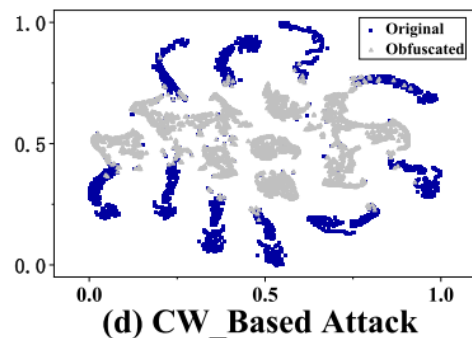 Original
Obfuscated
1.0
0.5
0.0
0.0 0.5 1.0
(d) CW_Based Attack